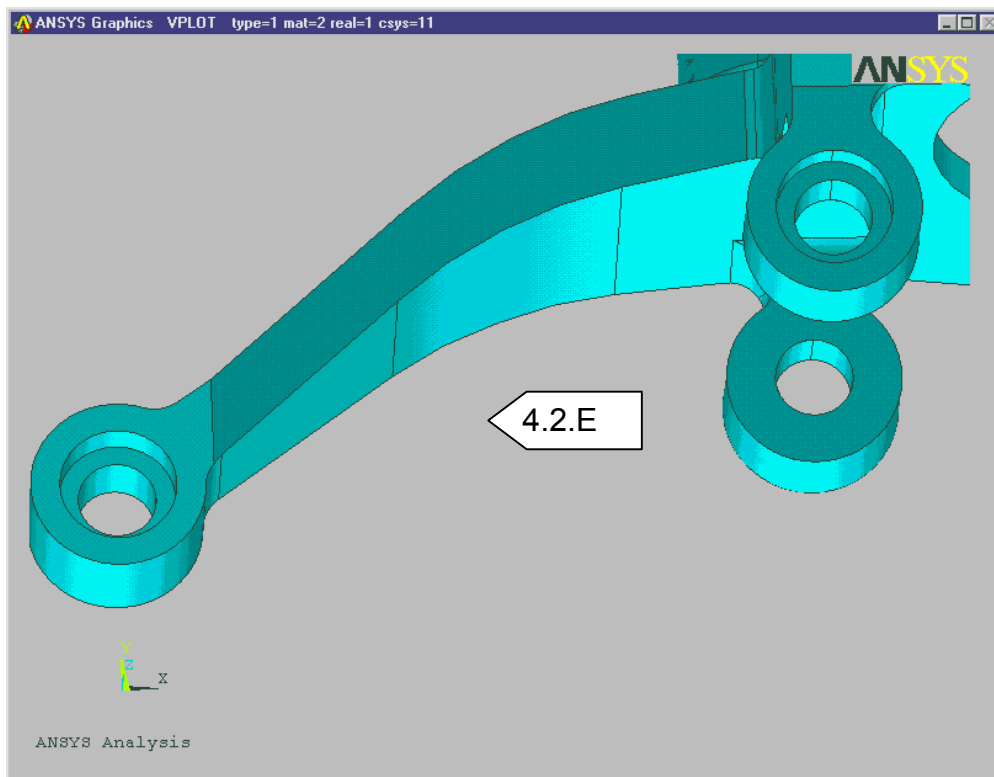 ANSYS Graphics VPLOT type=1 mat=2 real=1 csys=11
ANSYS
4.2.E
Y
Z
X
ANSYS Analysis